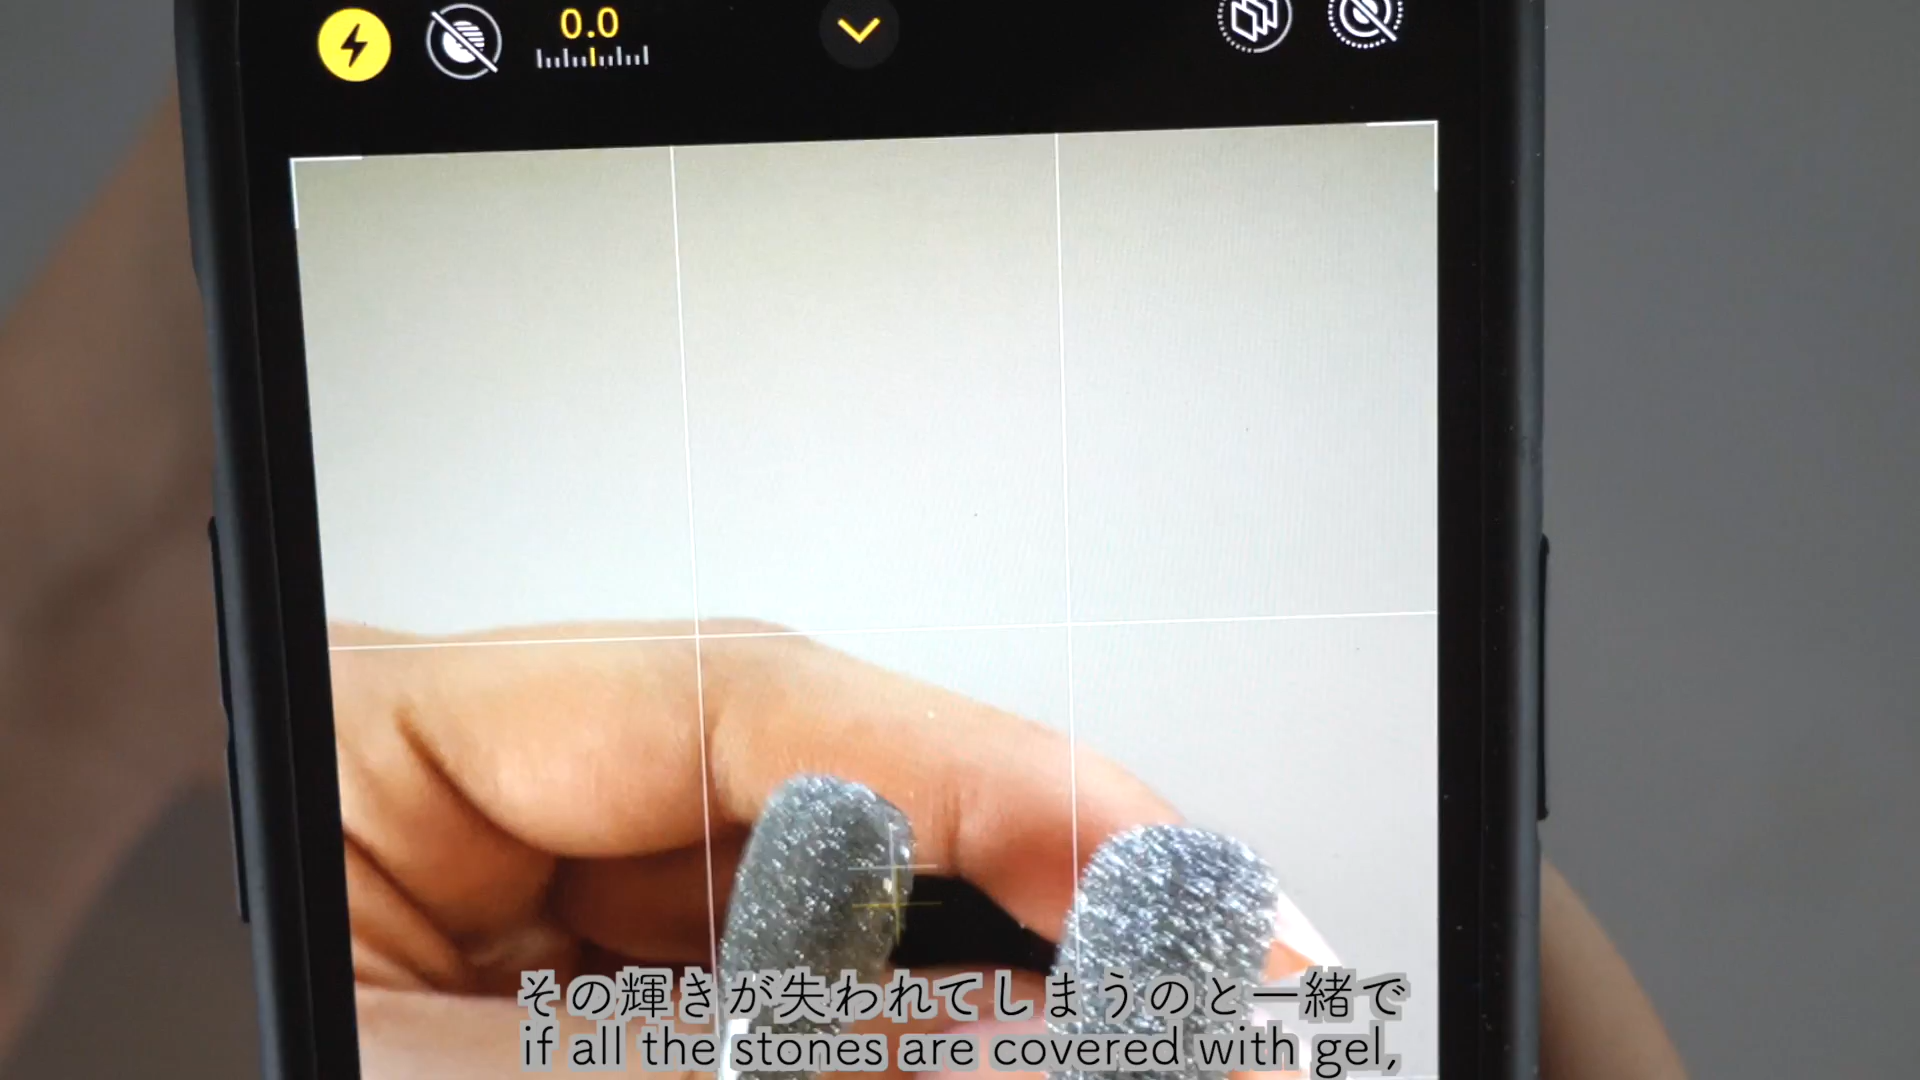 0.0
その輝きが失われてしまうのと一緒で
if all the stones are covered with gel,